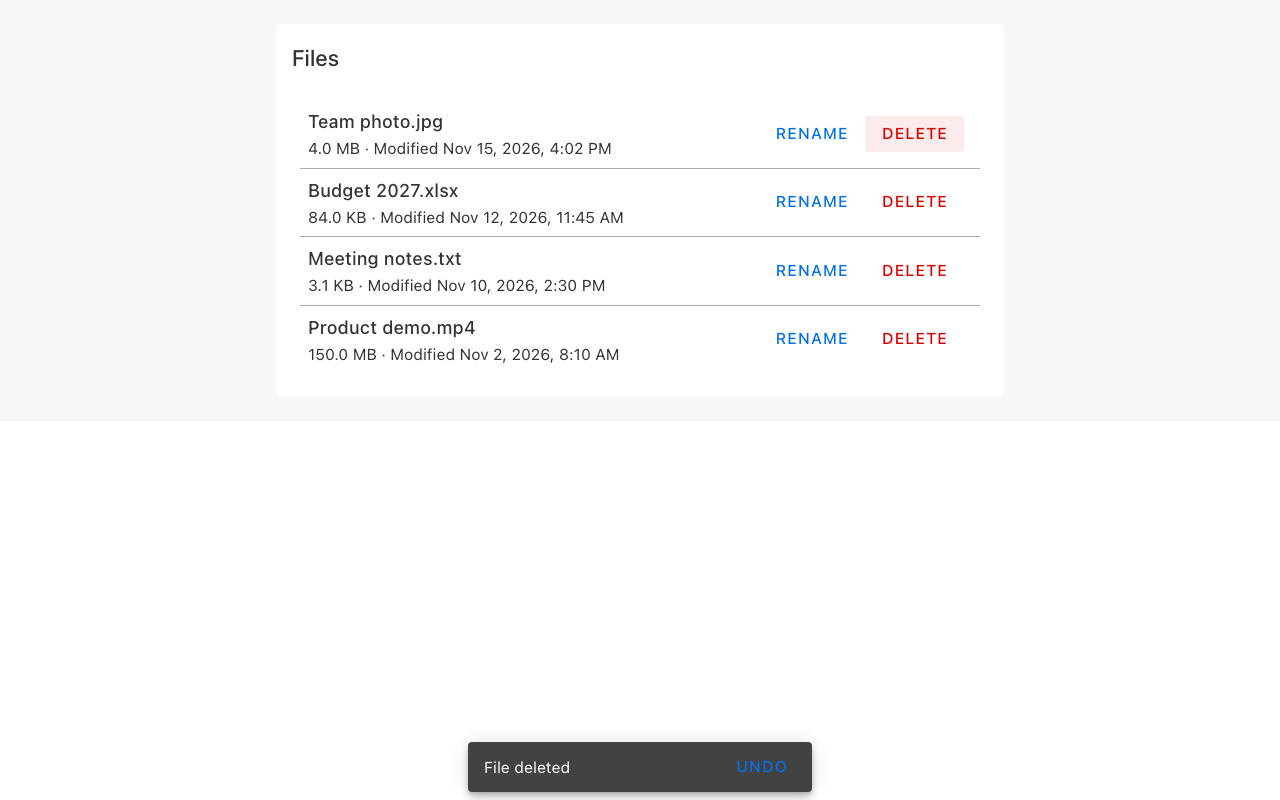 Files
Team photo.jpg
RENAME DELETE
4.0 MB · Modified Nov 15, 2026, 4:02 PM
Budget 2027.xlsx
RENAME DELETE
84.0 KB · Modified Nov 12, 2026, 11:45 AM
Meeting notes.txt
RENAME DELETE
3.1 KB · Modified Nov 10, 2026, 2:30 PM
Product demo.mp4
RENAME DELETE
150.0 MB · Modified Nov 2, 2026, 8:10 AM
File deleted UNDO